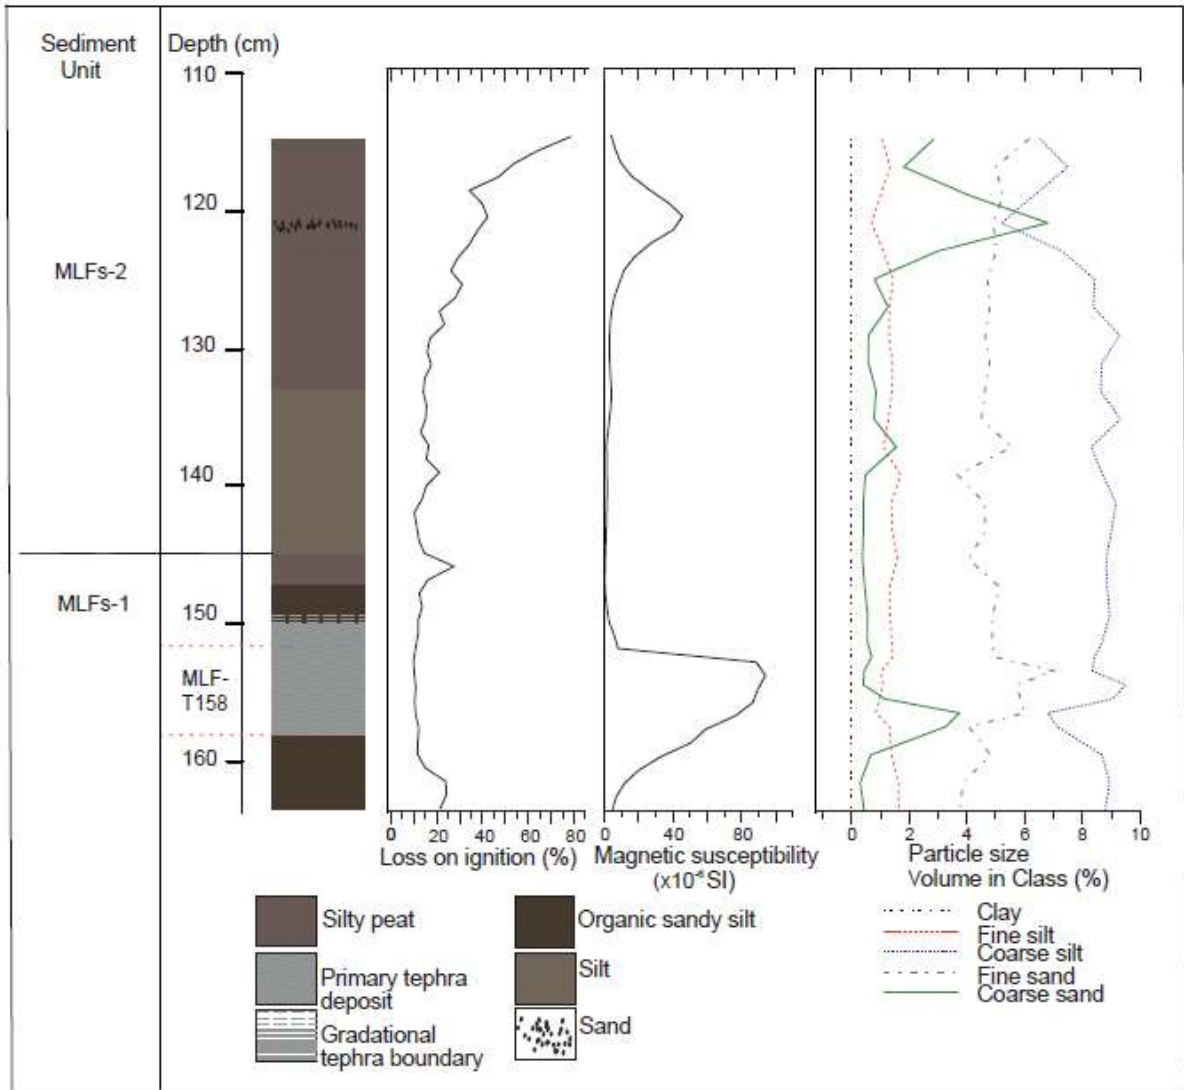 Sediment
Unit
Depth (cm)
110
120
130
140
150
160
MLFs-2
MLFs-1
MLF-
T158
0 20 40 60 80
Loss on ignition (%)
0 40 80
Magnetic susceptibility
(x10⁻⁶SI)
0 2 4 6 8 10
Particle size
Volume in Class (%)
Silty peat
Organic sandy silt
Primary tephra
deposit
Silt
Gradational
tephra boundary
Sand
Clay
Fine silt
Coarse silt
Fine sand
Coarse sand